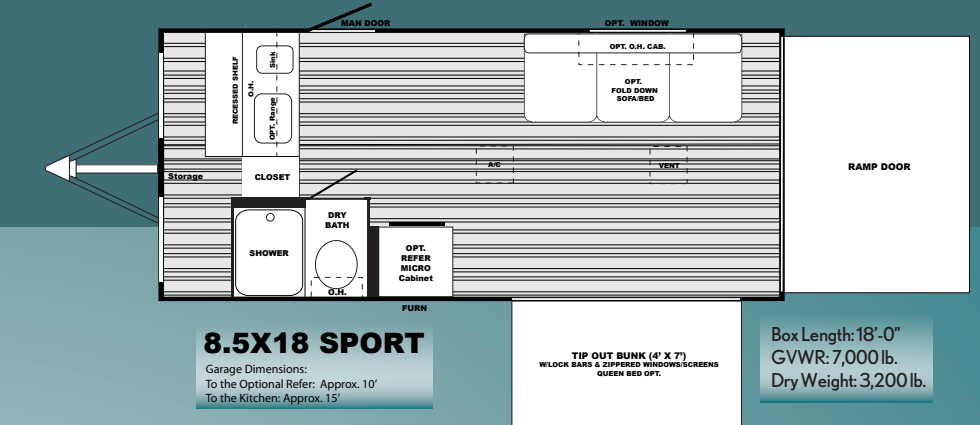 MAN DOOR
OPT. WINDOW
RECESSED SHELF
O.H.
Sink
OPT. Range
OPT. O.H. CAB.
OPT.
FOLD DOWN
SOFA/BED
A/C
VENT
RAMP DOOR
Storage
CLOSET
SHOWER
DRY
BATH
O.H.
OPT.
REFER
MICRO
Cabinet
FURN
8.5X18 SPORT
Garage Dimensions:
To the Optional Refer: Approx. 10’
To the Kitchen: Approx. 15’
TIP OUT BUNK (4’ X 7’)
W/LOCK BARS & ZIPPERED WINDOWS/SCREENS
QUEEN BED OPT.
Box Length: 18’-0”
GVWR: 7,000 lb.
Dry Weight: 3,200 lb.